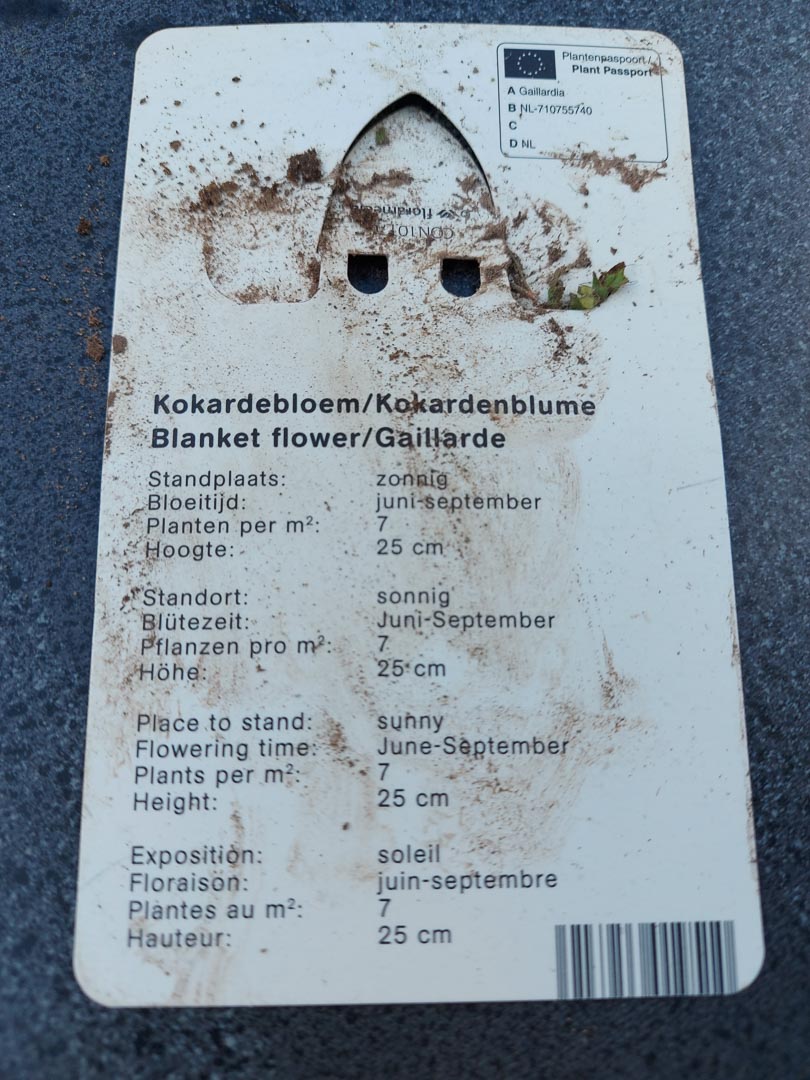 Plantenpaspoort /
Plant Passport
A Gaillardia
B NL-710755740
C
D NL
floramedia
Kokardebloem/Kokardenblume
Blanket flower/Gaillarde
Standplaats: zonnig
Bloeitijd: juni-september
Planten per m²: 7
Hoogte: 25 cm
Standort: sonnig
Blütezeit: Juni-September
Pflanzen pro m²: 7
Höhe: 25 cm
Place to stand: sunny
Flowering time: June-September
Plants per m²: 7
Height: 25 cm
Exposition: soleil
Floraison: juin-septembre
Plantes au m²: 7
Hauteur: 25 cm